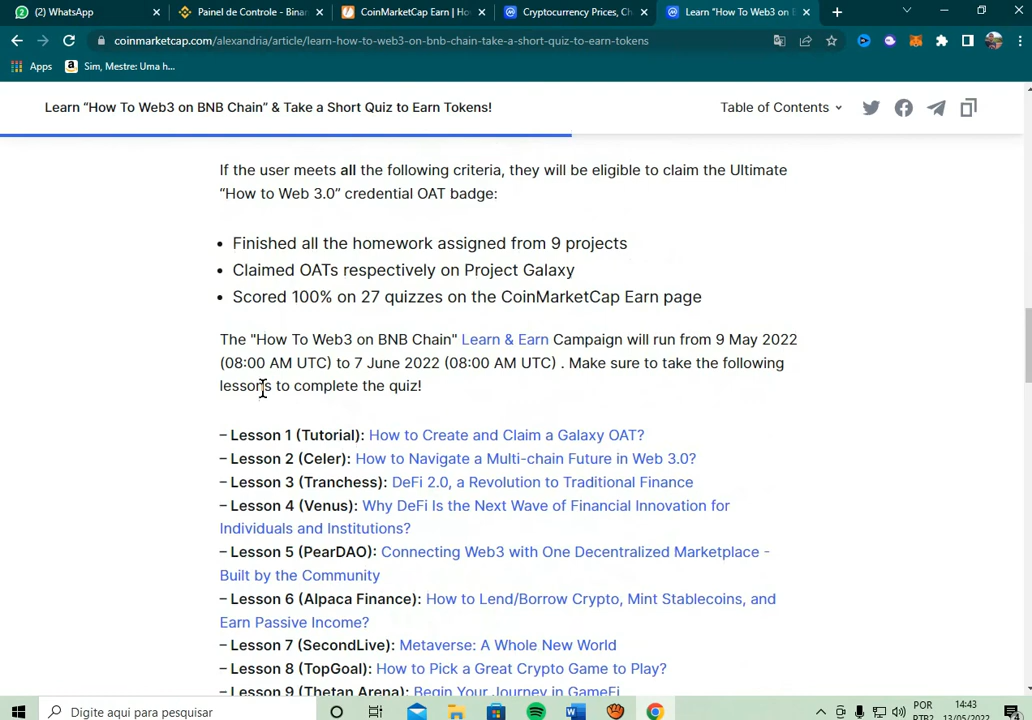 (2) WhatsApp
Painel de Controle - Binan
CoinMarketCap Earn | Ho
Cryptocurrency Prices, Ch
Learn “How To Web3 on B
coinmarketcap.com/alexandria/article/learn-how-to-web3-on-bnb-chain-take-a-short-quiz-to-earn-tokens
Apps
Sim, Mestre: Uma h...
Learn “How To Web3 on BNB Chain” & Take a Short Quiz to Earn Tokens!
Table of Contents
If the user meets all the following criteria, they will be eligible to claim the Ultimate
“How to Web 3.0” credential OAT badge:
• Finished all the homework assigned from 9 projects
• Claimed OATs respectively on Project Galaxy
• Scored 100% on 27 quizzes on the CoinMarketCap Earn page
The "How To Web3 on BNB Chain" Learn & Earn Campaign will run from 9 May 2022
(08:00 AM UTC) to 7 June 2022 (08:00 AM UTC) . Make sure to take the following
lessons to complete the quiz!
– Lesson 1 (Tutorial): How to Create and Claim a Galaxy OAT?
– Lesson 2 (Celer): How to Navigate a Multi-chain Future in Web 3.0?
– Lesson 3 (Tranchess): DeFi 2.0, a Revolution to Traditional Finance
– Lesson 4 (Venus): Why DeFi Is the Next Wave of Financial Innovation for
Individuals and Institutions?
– Lesson 5 (PearDAO): Connecting Web3 with One Decentralized Marketplace -
Built by the Community
– Lesson 6 (Alpaca Finance): How to Lend/Borrow Crypto, Mint Stablecoins, and
Earn Passive Income?
– Lesson 7 (SecondLive): Metaverse: A Whole New World
– Lesson 8 (TopGoal): How to Pick a Great Crypto Game to Play?
– Lesson 9 (Thetan Arena): Begin Your Journey in GameFi
Digite aqui para pesquisar
POR
PTB2
14:43
13/05/2022